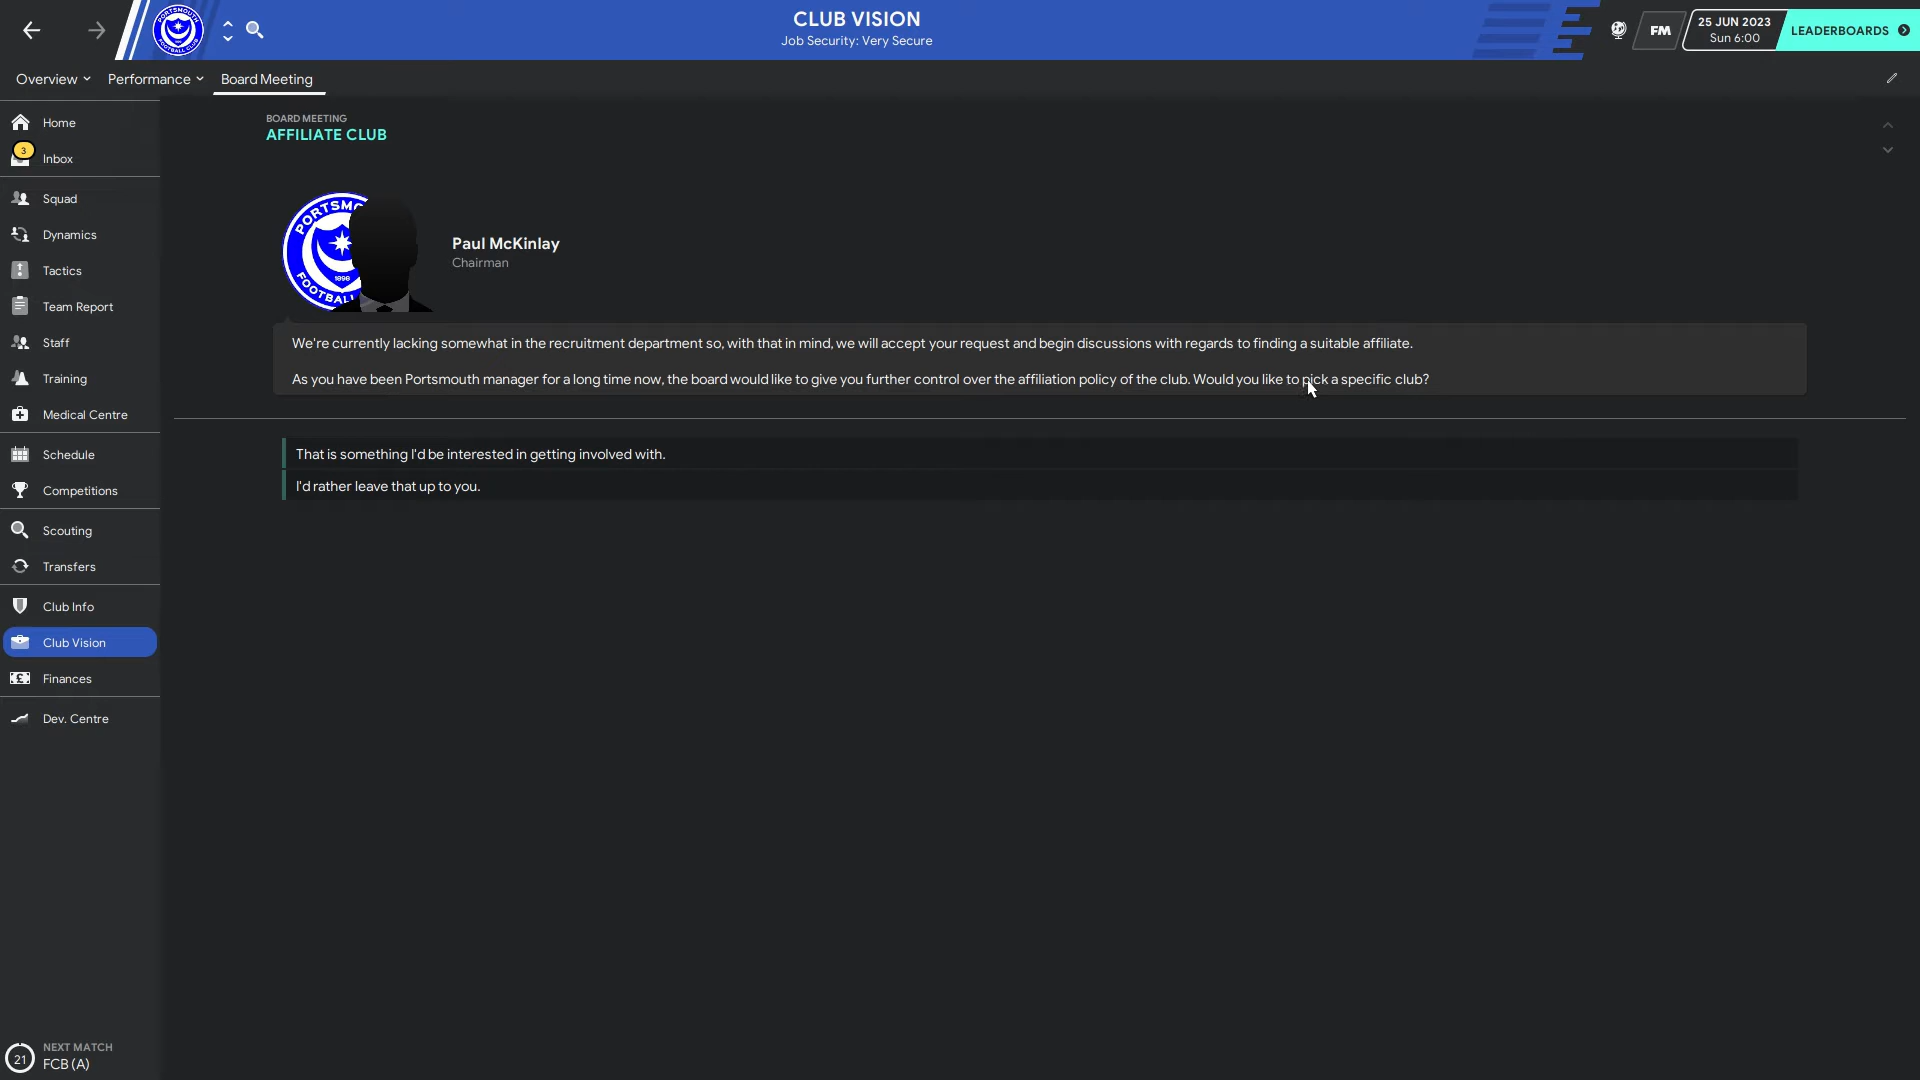 CLUB VISION
Job Security: Very Secure
FM
25 JUN 2023
Sun 6:00
LEADERBOARDS
Overview
Performance
Board Meeting
Home
3
Inbox
Squad
Dynamics
Tactics
Team Report
Staff
Training
Medical Centre
Schedule
Competitions
Scouting
Transfers
Club Info
Club Vision
Finances
Dev. Centre
21
NEXT MATCH
FCB (A)
BOARD MEETING
AFFILIATE CLUB
PORTSMO
1898
FOOTBALL
Paul McKinlay
Chairman
We're currently lacking somewhat in the recruitment department so, with that in mind, we will accept your request and begin discussions with regards to finding a suitable affiliate.
As you have been Portsmouth manager for a long time now, the board would like to give you further control over the affiliation policy of the club. Would you like to pick a specific club?
That is something I'd be interested in getting involved with.
I'd rather leave that up to you.